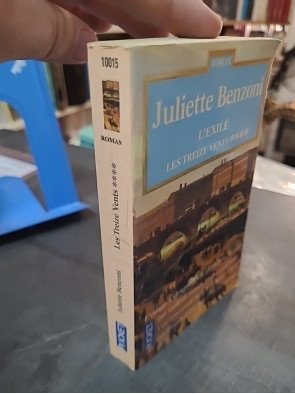 10015
ROMAN
Les Treize Vents ****
Juliette Benzoni
POCKET
ROMAN
Juliette Benzoni
L'EXILÉ
LES TREIZE VENTS ****